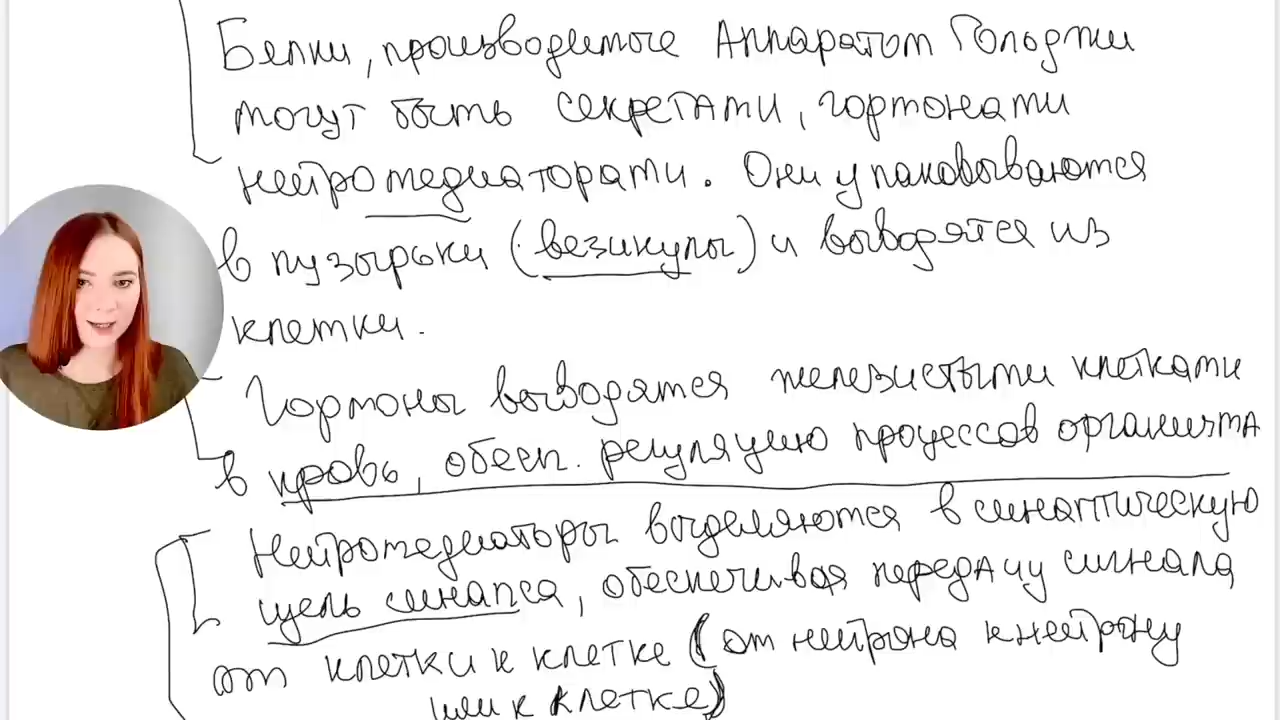 Белки, производимые Аппаратом Гольджи
могут быть секретами, гормонами
нейромедиаторами. Они упаковываются
в пузырьки (везикулы) и выводятся из
клетки.
Гормоны выводятся железистыми клетками
в кровь, обесп. регуляцию процессов организма
Нейромедиаторы выделяются в синаптическую
щель синапса, обеспечивая передачу сигнала
от клетки к клетке (от нейрона к нейрону
или к клетке)